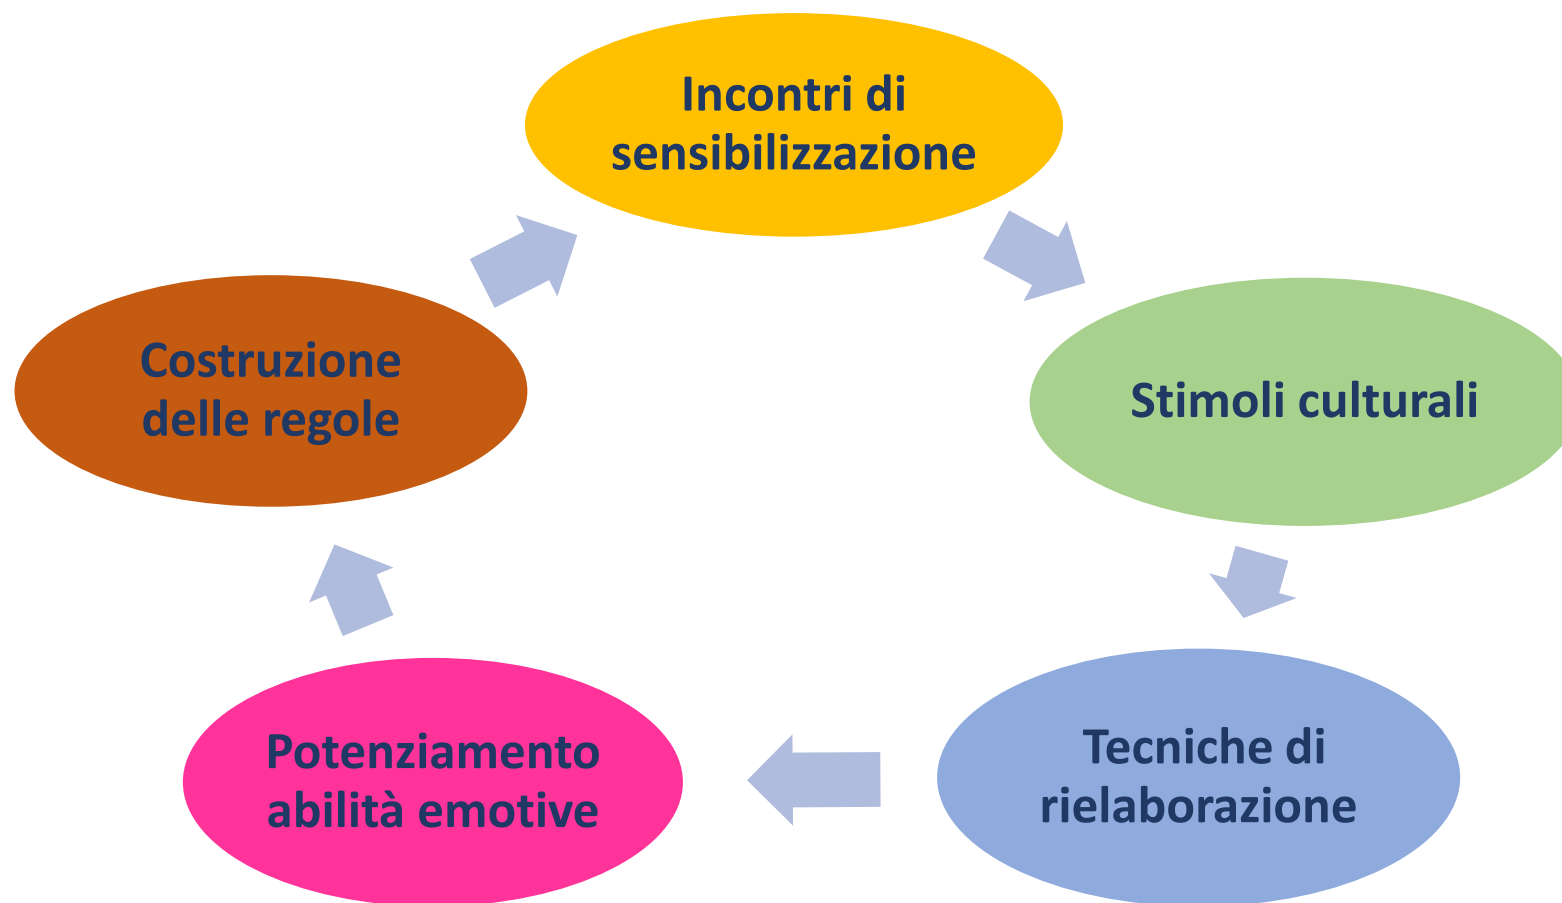 Incontri di
sensibilizzazione
Costruzione
delle regole
Stimoli culturali
Potenziamento
abilità emotive
Tecniche di
rielaborazione